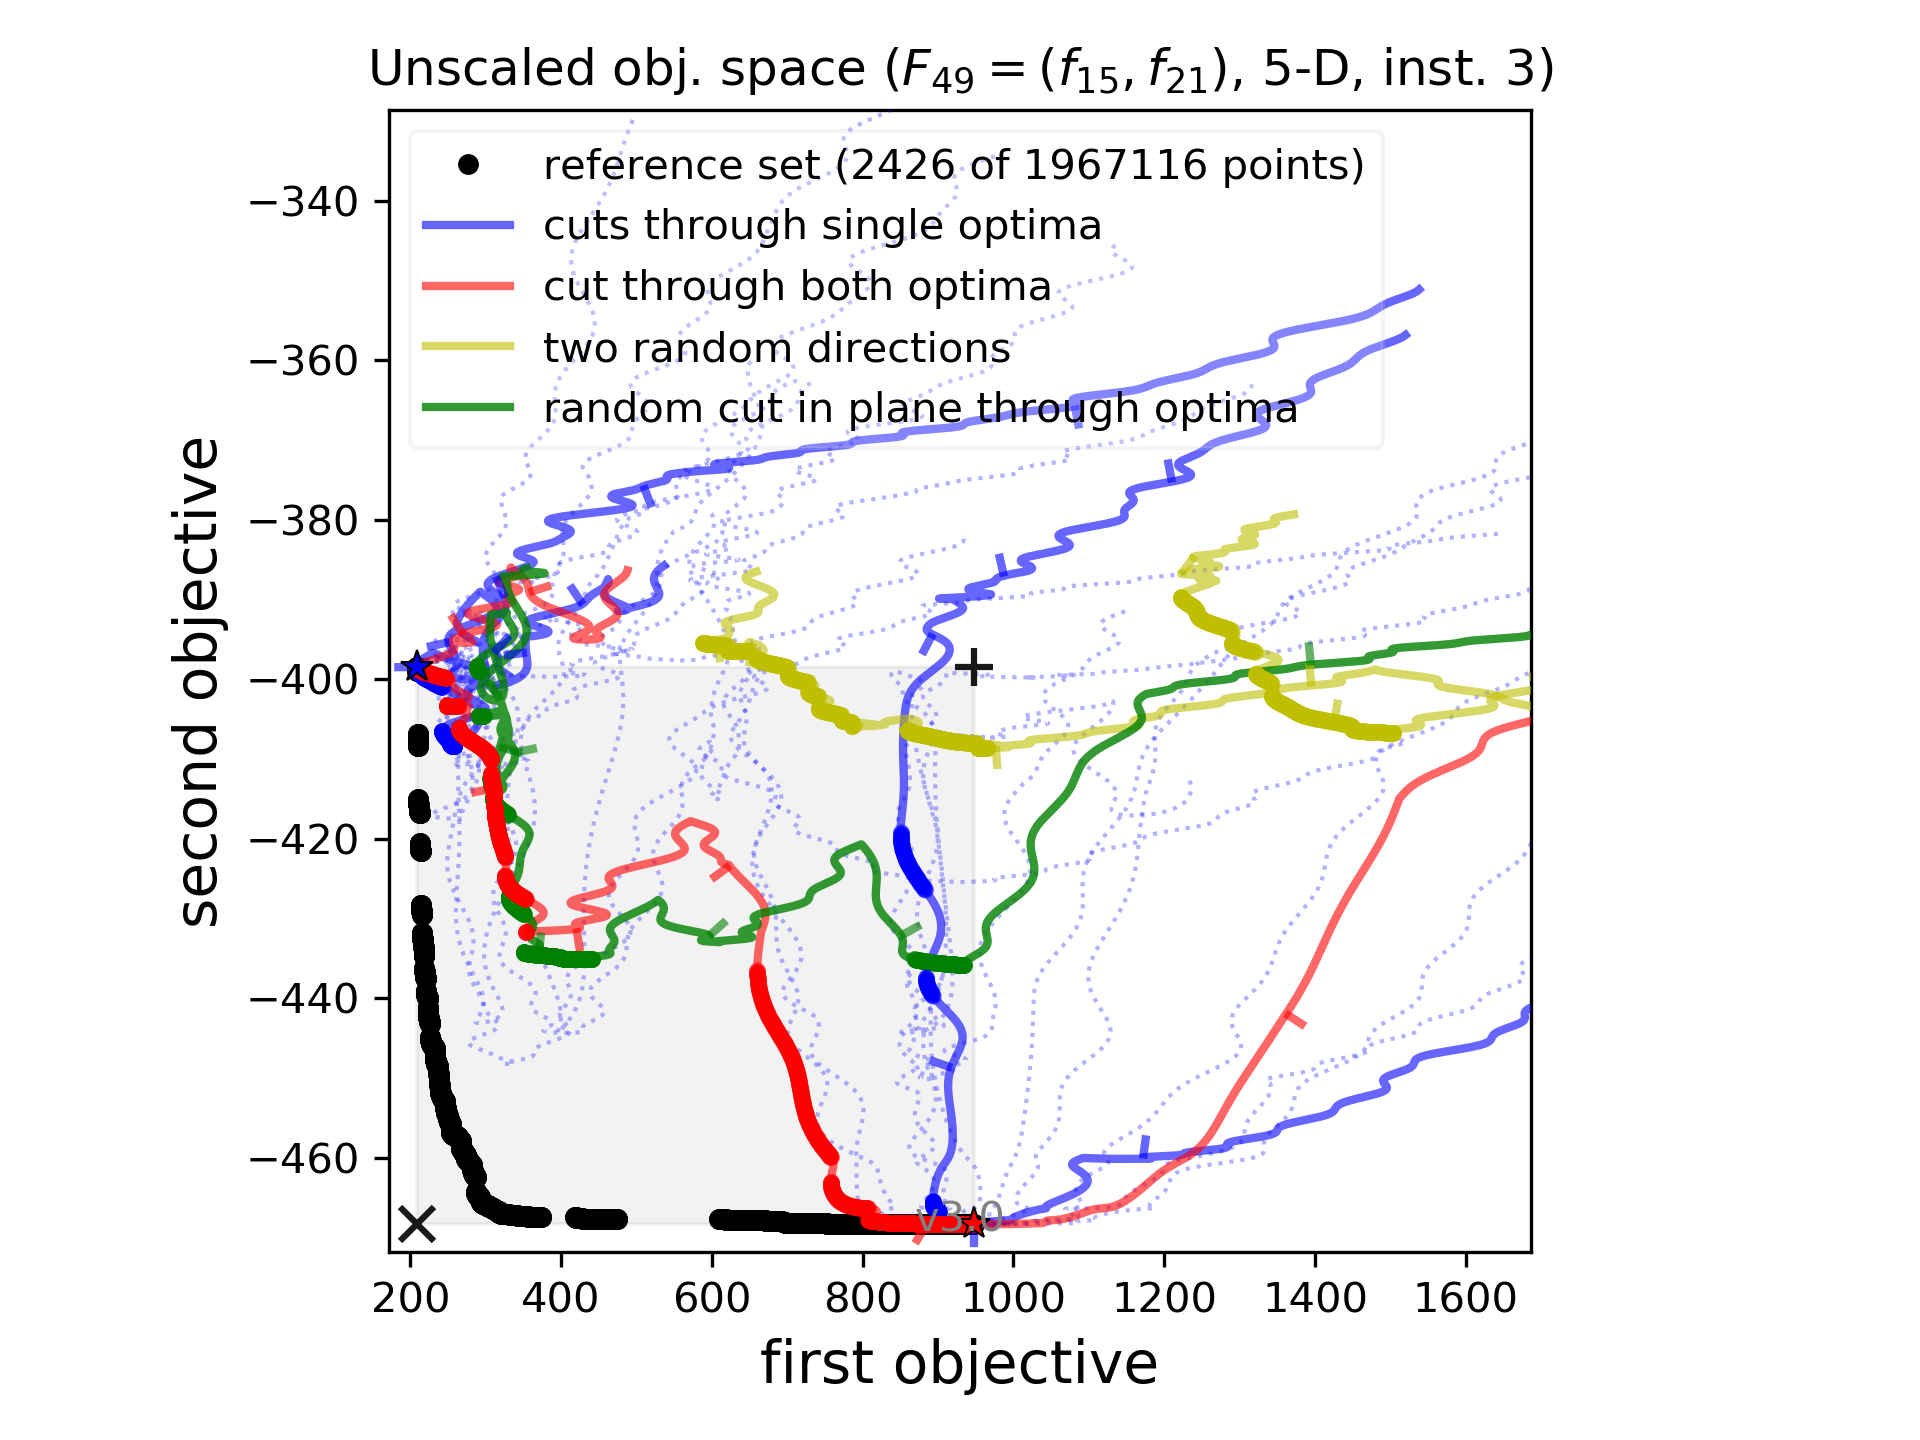 Unscaled obj. space (F₄₉ = (f₁₅, f₂₁), 5-D, inst. 3)
reference set (2426 of 1967116 points)
cuts through single optima
cut through both optima
two random directions
random cut in plane through optima
−340
−360
−380
−400
−420
−440
−460
second objective
v3.0
200 400 600 800 1000 1200 1400 1600
first objective